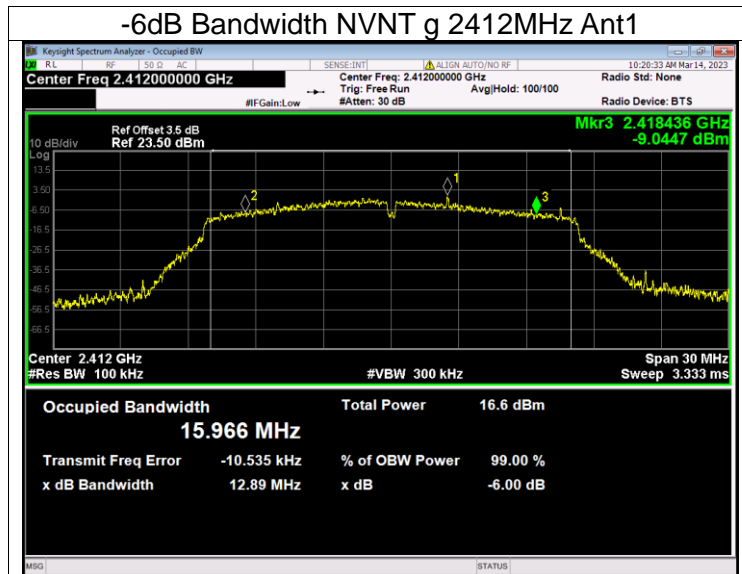 -6dB Bandwidth NVNT g 2412MHz Ant1
Keysight Spectrum Analyzer - Occupied BW
RL RF 50 Ω AC SENSE:INT ALIGN AUTO/NO RF 10:20:33 AM Mar 14, 2023
Center Freq 2.412000000 GHz Center Freq: 2.412000000 GHz Radio Std: None
Trig: Free Run Avg|Hold: 100/100
#IFGain:Low #Atten: 30 dB Radio Device: BTS
Mkr3 2.418436 GHz
-9.0447 dBm
Ref Offset 3.5 dB
10 dB/div Ref 23.50 dBm
Log
13.5
3.50
-6.50
-16.5
-26.5
-36.5
-46.5
-56.5
-66.5
1
2
3
Center 2.412 GHz Span 30 MHz
#Res BW 100 kHz #VBW 300 kHz Sweep 3.333 ms
Occupied Bandwidth Total Power 16.6 dBm
15.966 MHz
Transmit Freq Error -10.535 kHz % of OBW Power 99.00 %
x dB Bandwidth 12.89 MHz x dB -6.00 dB
MSG STATUS